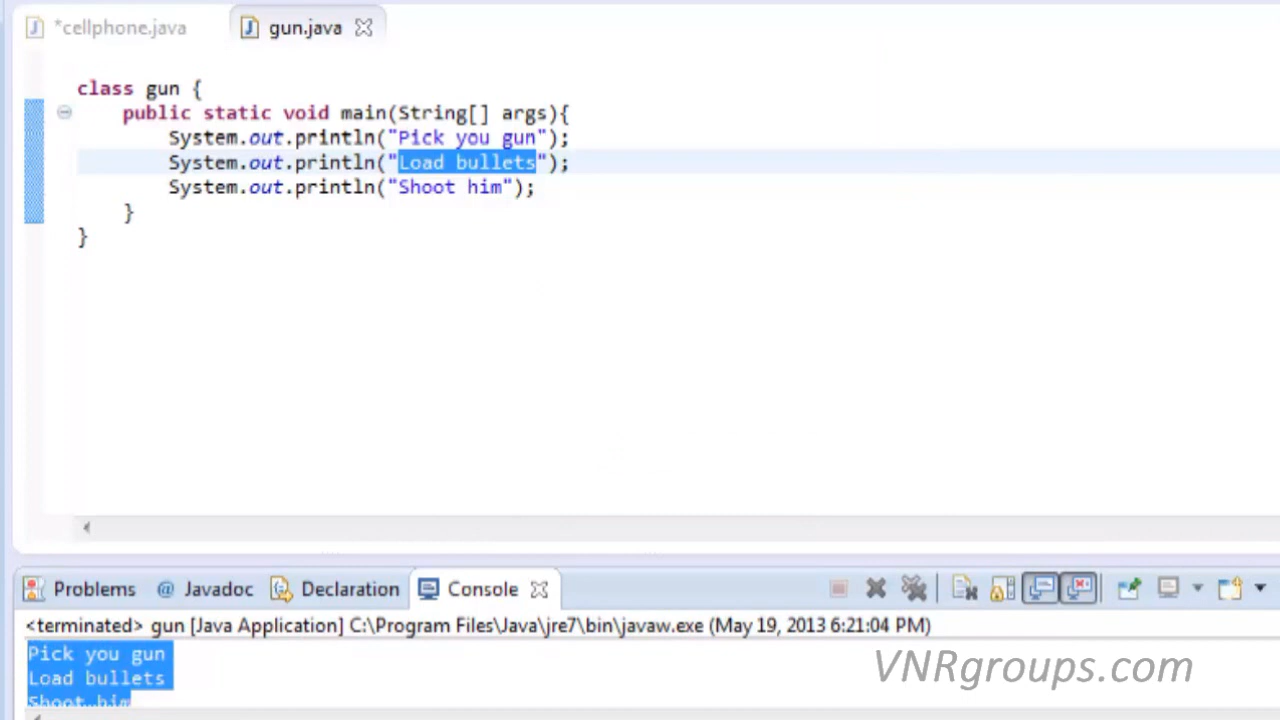 *cellphone.java gun.java
class gun {
public static void main(String[] args){
System.out.println("Pick you gun");
System.out.println("Load bullets");
System.out.println("Shoot him");
}
}
Problems @ Javadoc Declaration Console
<terminated> gun [Java Application] C:\Program Files\Java\jre7\bin\javaw.exe (May 19, 2013 6:21:04 PM)
Pick you gun
Load bullets
Shoot him
VNRgroups.com